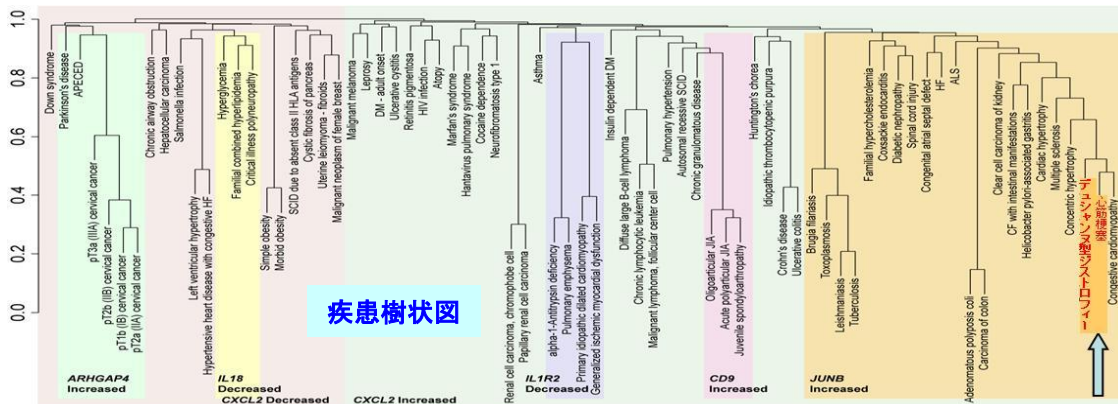 1.0
0.8
0.6
0.4
0.2
0.0
Down syndrome
Parkinson's disease
APECED
pT3a (IIIA) cervical cancer
pT2b (IIB) cervical cancer
pT1b (IB) cervical cancer
pT2a (IIA) cervical cancer
Chronic airway obstruction
Hepatocellular carcinoma
Salmonella infection
Left ventricular hypertrophy
Hypertensive heart disease with congestive HF
Hyperglycemia
Familial combined hyperlipidemia
Critical illness polyneuropathy
Simple obesity
Morbid obesity
SCID due to absent class II HLA antigens
Cystic fibrosis of pancreas
Uterine leiomyoma - fibroids
Malignant neoplasm of female breast
Malignant melanoma
Leprosy
DM - adult onset
Ulcerative cystitis
Retinitis pigmentosa
HIV infection
Atopy
Marfan's syndrome
Hantavirus pulmonary syndrome
Cocaine dependence
Neurofibromatosis type 1
Renal cell carcinoma, chromophobe cell
Papillary renal cell carcinoma
Asthma
alpha-1-Antitrypsin deficiency
Pulmonary emphysema
Primary idiopathic dilated cardiomyopathy
Generalized ischemic myocardial dysfunction
Insulin dependent DM
Diffuse large B-cell lymphoma
Chronic lymphocytic leukemia
Malignant lymphoma, follicular center cell
Pulmonary hypertension
Autosomal recessive SCID
Chronic granulomatous disease
Oligoarticular JIA
Acute polyarticular JIA
Juvenile spondyloarthropathy
Huntington's chorea
Idiopathic thrombocytopenic purpura
Crohn's disease
Ulcerative colitis
Brugia filariasis
Toxoplasmosis
Leishmaniasis
Tuberculosis
Familial hypercholesterolemia
Coxsackie endocarditis
Diabetic nephropathy
Spinal cord injury
Congenital atrial septal defect
HF
ALS
Adenomatous polyposis coli
Carcinoma of colon
Clear cell carcinoma of kidney
CF with intestinal manifestations
Helicobacter pylori-associated gastritis
Cardiac hypertrophy
Multiple sclerosis
Concentric hypertrophy
デュシャンヌ型ジストロフィー
心筋梗塞
Congestive cardiomyopathy
疾患樹状図
ARHGAP4
Increased
IL18
Decreased
CXCL2 Decreased
CXCL2 Increased
IL1R2
Decreased
CD9
Increased
JUNB
Increased